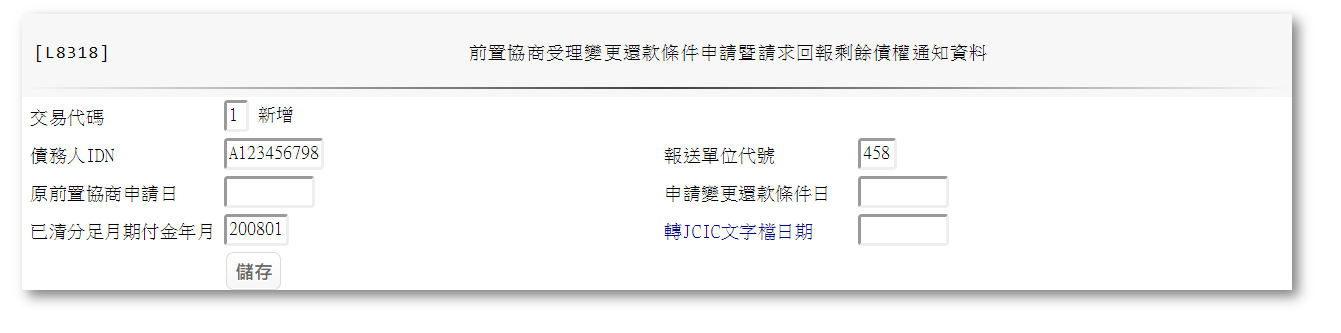 [L8318] 前置協商受理變更還款條件申請暨請求回報剩餘債權通知資料
交易代碼 1 新增
債務人IDN A123456798 報送單位代號 458
原前置協商申請日 申請變更還款條件日
已清分足月期付金年月 200801 轉JCIC文字檔日期
儲存